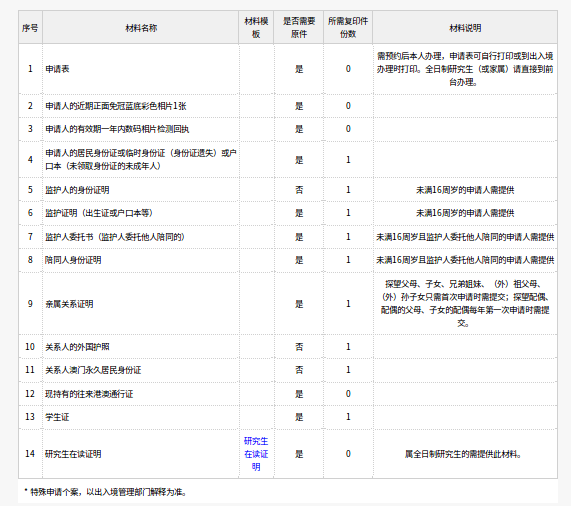 序号 材料名称 材料模板 是否需要原件 所需复印件份数 材料说明
1 申请表 是 0 需预约后本人办理，申请表可自行打印或到出入境办理时打印。全日制研究生（或家属）请直接到前台办理。
2 申请人的近期正面免冠蓝底彩色相片1张 是 0
3 申请人的有效期一年内数码相片检测回执 是 0
4 申请人的居民身份证或临时身份证（身份证遗失）或户口本（未领取身份证的未成年人） 是 1
5 监护人的身份证明 否 1 未满16周岁的申请人需提供
6 监护证明（出生证或户口本等） 是 1 未满16周岁的申请人需提供
7 监护人委托书（监护人委托他人陪同的） 是 1 未满16周岁且监护人委托他人陪同的申请人需提供
8 陪同人身份证明 是 1 未满16周岁且监护人委托他人陪同的申请人需提供
9 亲属关系证明 是 1 探望父母、子女、兄弟姐妹、（外）祖父母、（外）孙子女只需首次申请时需提交；探望配偶、配偶的父母、子女的配偶每年第一次申请时需提交。
10 关系人的外国护照 否 1
11 关系人澳门永久居民身份证 否 1
12 现持有的往来港澳通行证 是 0
13 学生证 是 1
14 研究生在读证明 研究生在读证明 是 0 属全日制研究生的需提供此材料。
* 特殊申请个案，以出入境管理部门解释为准。